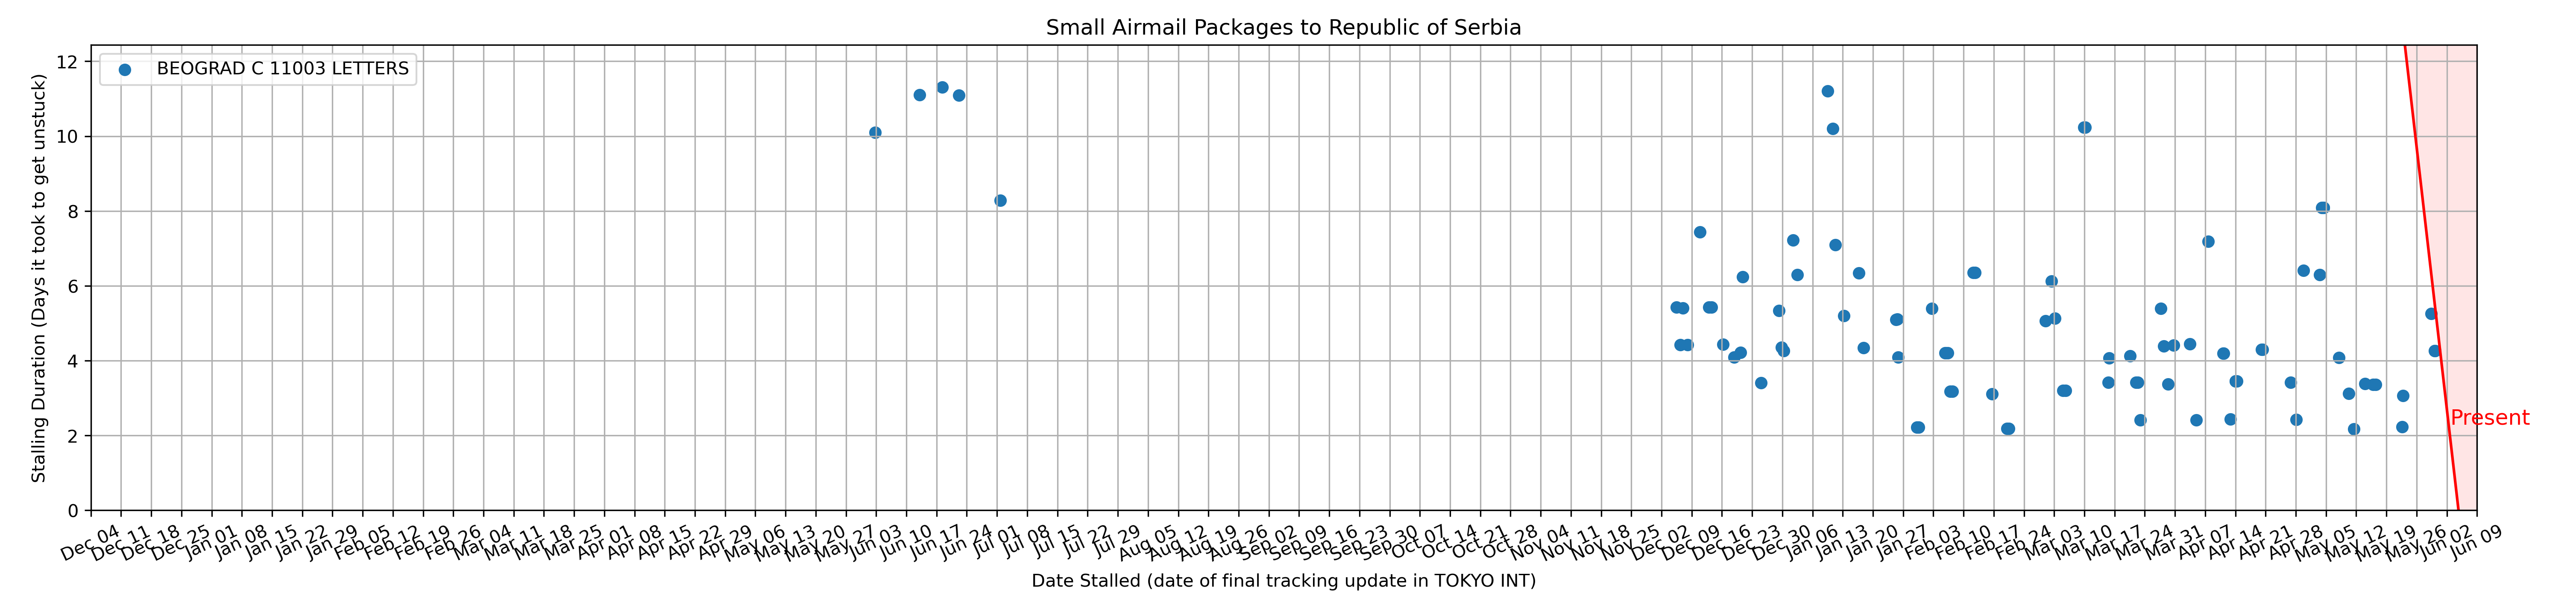 Small Airmail Packages to Republic of Serbia
BEOGRAD C 11003 LETTERS
Stalling Duration (Days it took to get unstuck)
12
10
8
6
4
2
0
Present
Dec 04 Dec 11 Dec 18 Dec 25 Jan 01 Jan 08 Jan 15 Jan 22 Jan 29 Feb 05 Feb 12 Feb 19 Feb 26 Mar 04 Mar 11 Mar 18 Mar 25 Apr 01 Apr 08 Apr 15 Apr 22 Apr 29 May 06 May 13 May 20 May 27 Jun 03 Jun 10 Jun 17 Jun 24 Jul 01 Jul 08 Jul 15 Jul 22 Jul 29 Aug 05 Aug 12 Aug 19 Aug 26 Sep 02 Sep 09 Sep 16 Sep 23 Sep 30 Oct 07 Oct 14 Oct 21 Oct 28 Nov 04 Nov 11 Nov 18 Nov 25 Dec 02 Dec 09 Dec 16 Dec 23 Dec 30 Jan 06 Jan 13 Jan 20 Jan 27 Feb 03 Feb 10 Feb 17 Feb 24 Mar 03 Mar 10 Mar 17 Mar 24 Mar 31 Apr 07 Apr 14 Apr 21 Apr 28 May 05 May 12 May 19 May 26 Jun 02 Jun 09
Date Stalled (date of final tracking update in TOKYO INT)